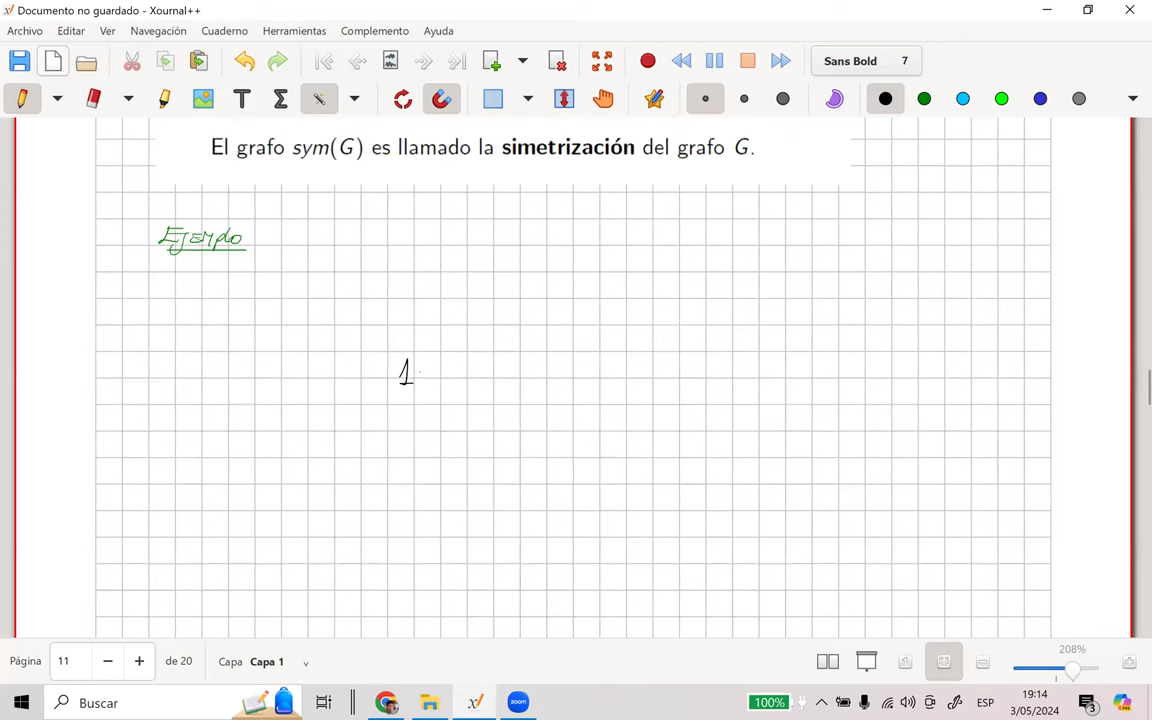 Documento no guardado - Xournal++
Archivo Editar Ver Navegación Cuaderno Herramientas Complemento Ayuda
Sans Bold 7
El grafo sym(G) es llamado la simetrización del grafo G.
Ejemplo
1
Página 11 de 20 Capa Capa 1
208%
Buscar
zoom
100%
ESP
19:14
3/05/2024
3